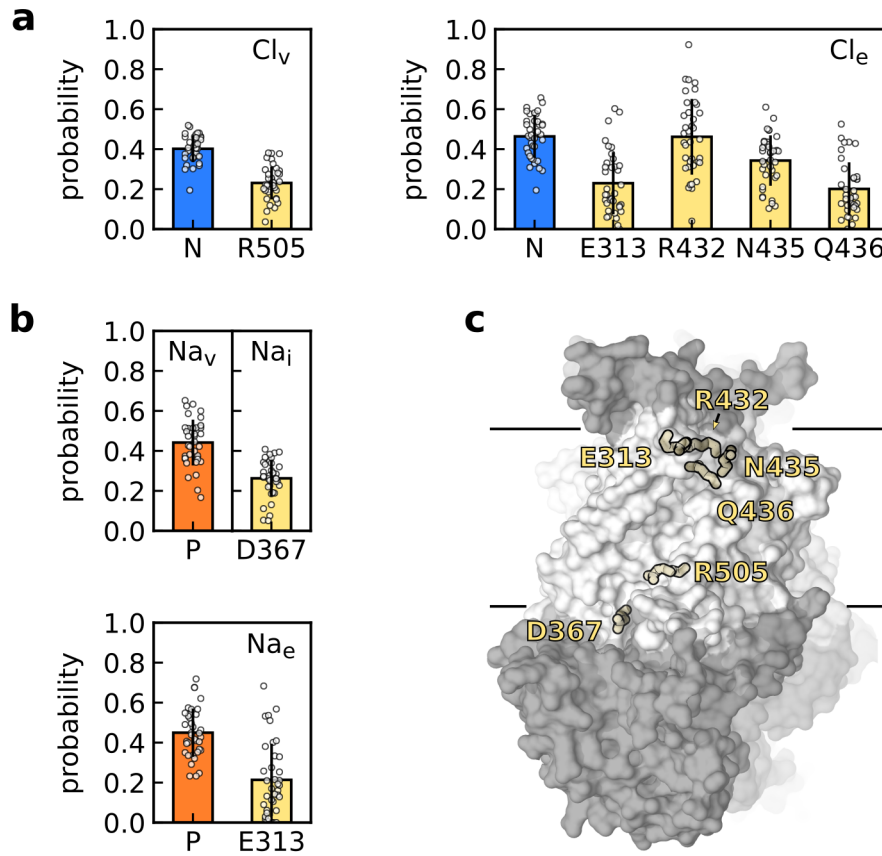 a
probability
1.0
0.8
0.6
0.4
0.2
0.0
Clv
N R505
probability
1.0
0.8
0.6
0.4
0.2
0.0
Cle
N E313 R432 N435 Q436
b
probability
1.0
0.8
0.6
0.4
0.2
0.0
Nav Nai
P D367
probability
1.0
0.8
0.6
0.4
0.2
0.0
Nae
P E313
c
R432
E313
N435
Q436
R505
D367